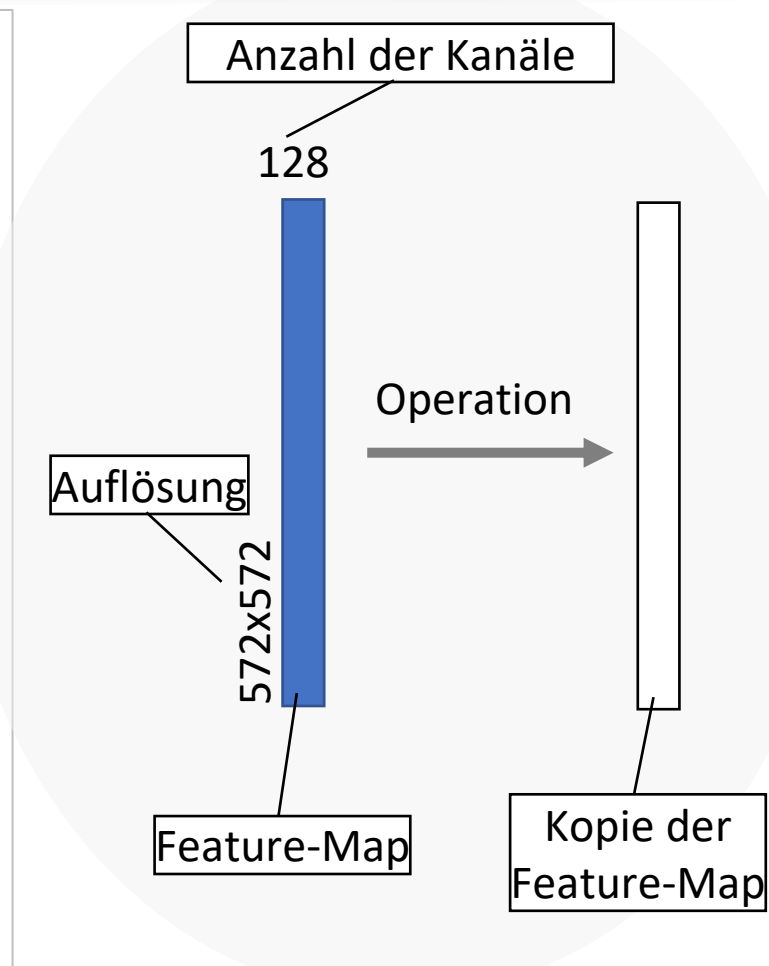 Anzahl der Kanäle
128
Operation
Auflösung
572x572
Feature-Map
Kopie der
Feature-Map